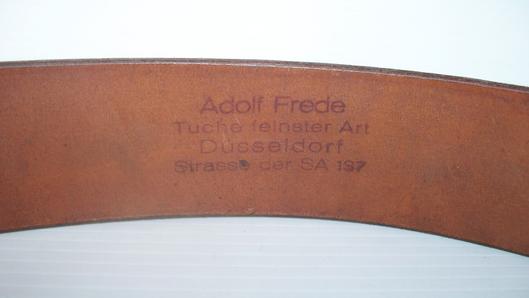 Adolf Frede
Tuche feinster Art
Düsseldorf
Strasse der SA 197